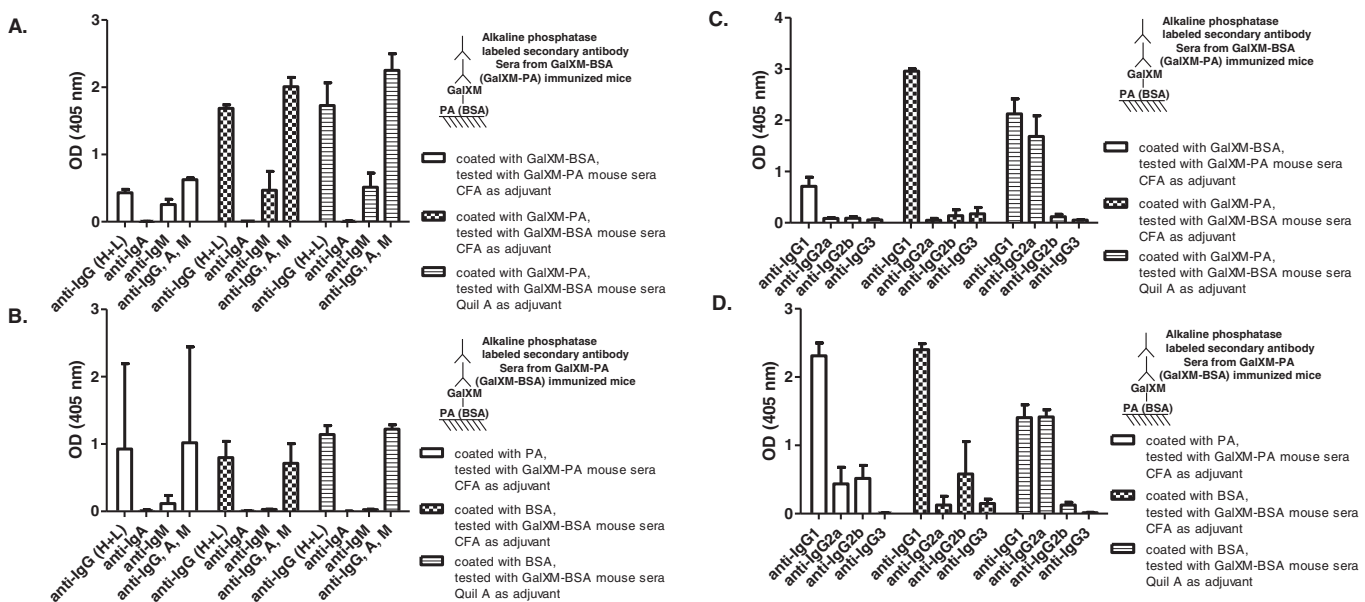 A.
3
2
1
0
OD (405 nm)
anti-IgG (H+L)
anti-IgA
anti-IgM
anti-IgG, A, M
anti-IgG (H+L)
anti-IgA
anti-IgM
anti-IgG, A, M
anti-IgG (H+L)
anti-IgA
anti-IgM
anti-IgG, A, M
Alkaline phosphatase
labeled secondary antibody
Sera from GalXM-BSA
(GalXM-PA) immunized mice
GalXM
PA (BSA)
coated with GalXM-BSA,
tested with GalXM-PA mouse sera
CFA as adjuvant
coated with GalXM-PA,
tested with GalXM-BSA mouse sera
CFA as adjuvant
coated with GalXM-PA,
tested with GalXM-BSA mouse sera
Quil A as adjuvant
B.
3
2
1
0
OD (405 nm)
anti-IgG (H+L)
anti-IgA
anti-IgM
anti-IgG, A, M
anti-IgG (H+L)
anti-IgA
anti-IgM
anti-IgG, A, M
anti-IgG (H+L)
anti-IgA
anti-IgM
anti-IgG, A, M
Alkaline phosphatase
labeled secondary antibody
Sera from GalXM-PA
(GalXM-BSA) immunized mice
GalXM
PA (BSA)
coated with PA,
tested with GalXM-PA mouse sera
CFA as adjuvant
coated with BSA,
tested with GalXM-BSA mouse sera
CFA as adjuvant
coated with BSA,
tested with GalXM-BSA mouse sera
Quil A as adjuvant
C.
4
3
2
1
0
OD (405 nm)
anti-IgG1
anti-IgG2a
anti-IgG2b
anti-IgG3
anti-IgG1
anti-IgG2a
anti-IgG2b
anti-IgG3
anti-IgG1
anti-IgG2a
anti-IgG2b
anti-IgG3
Alkaline phosphatase
labeled secondary antibody
Sera from GalXM-BSA
(GalXM-PA) immunized mice
GalXM
PA (BSA)
coated with GalXM-BSA,
tested with GalXM-PA mouse sera
CFA as adjuvant
coated with GalXM-PA,
tested with GalXM-BSA mouse sera
CFA as adjuvant
coated with GalXM-PA,
tested with GalXM-BSA mouse sera
Quil A as adjuvant
D.
3
2
1
0
OD (405 nm)
anti-IgG1
anti-IgG2a
anti-IgG2b
anti-IgG3
anti-IgG1
anti-IgG2a
anti-IgG2b
anti-IgG3
anti-IgG1
anti-IgG2a
anti-IgG2b
anti-IgG3
Alkaline phosphatase
labeled secondary antibody
Sera from GalXM-PA
(GalXM-BSA) immunized mice
GalXM
PA (BSA)
coated with PA,
tested with GalXM-PA mouse sera
CFA as adjuvant
coated with BSA,
tested with GalXM-BSA mouse sera
CFA as adjuvant
coated with BSA,
tested with GalXM-BSA mouse sera
Quil A as adjuvant